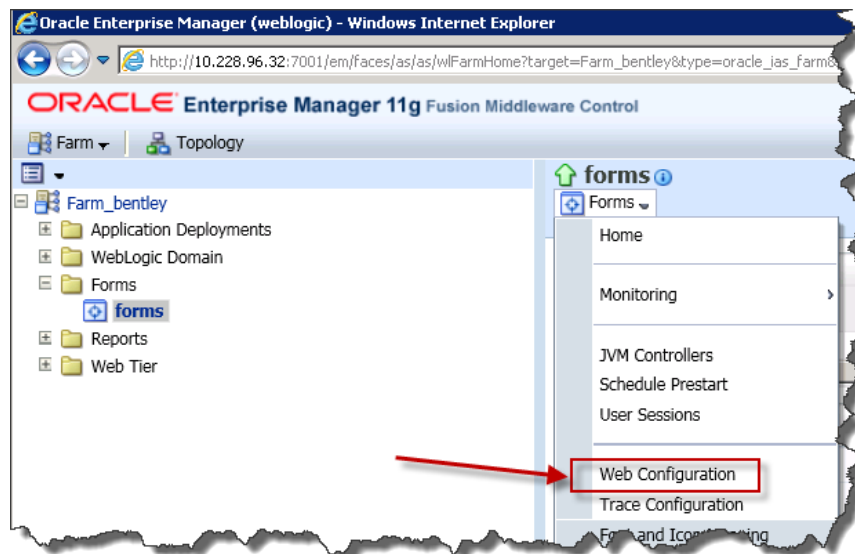 Oracle Enterprise Manager (weblogic) - Windows Internet Explorer
http://10.228.96.32:7001/em/faces/as/as/wlFarmHome?target=Farm_bentley&type=oracle_ias_farm&
ORACLE Enterprise Manager 11g Fusion Middleware Control
Farm Topology
Farm_bentley
Application Deployments
WebLogic Domain
Forms
forms
Reports
Web Tier
forms
Forms
Home
Monitoring
JVM Controllers
Schedule Prestart
User Sessions
Web Configuration
Trace Configuration
and